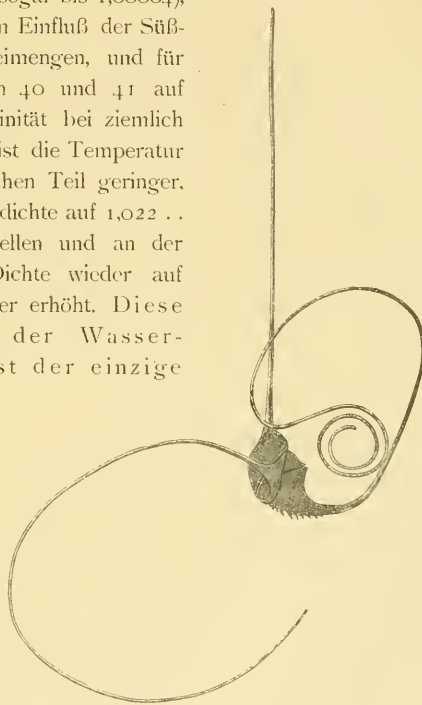 n Einfluß der Süß-
eimengen, und für
n 40 und 41 auf
inität bei ziemlich
ist die Temperatur
chen Teil geringer,
dichte auf 1,022 . .
ellen und an der
Dichte wieder auf
er erhöht. Diese
der Wasser-
st der einzige